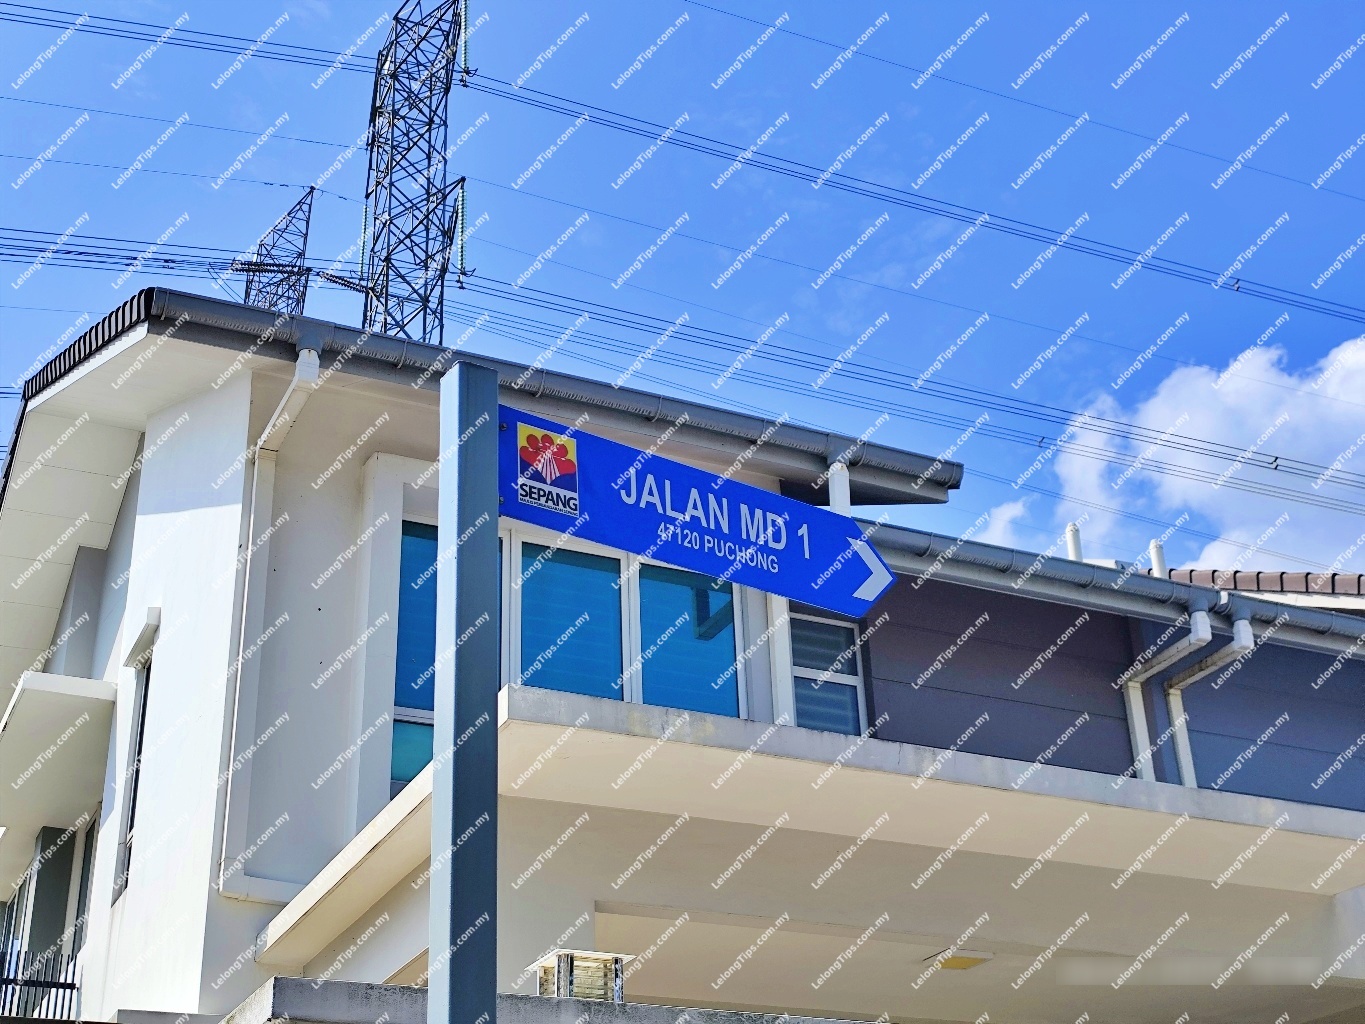 SEPANG
JALAN MD 1
47120 PUCHONG
LelongTips.com.my